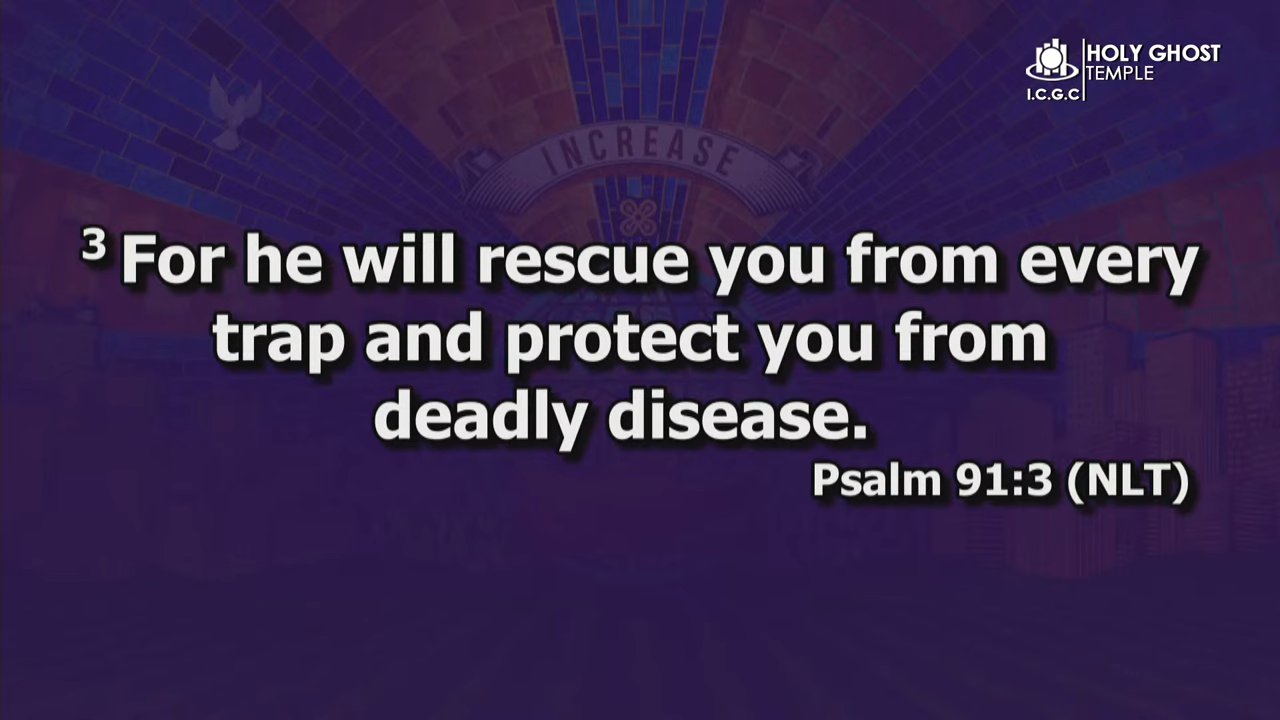 HOLY GHOST
TEMPLE
I.C.G.C
INCREASE
3 For he will rescue you from every
trap and protect you from
deadly disease.
Psalm 91:3 (NLT)